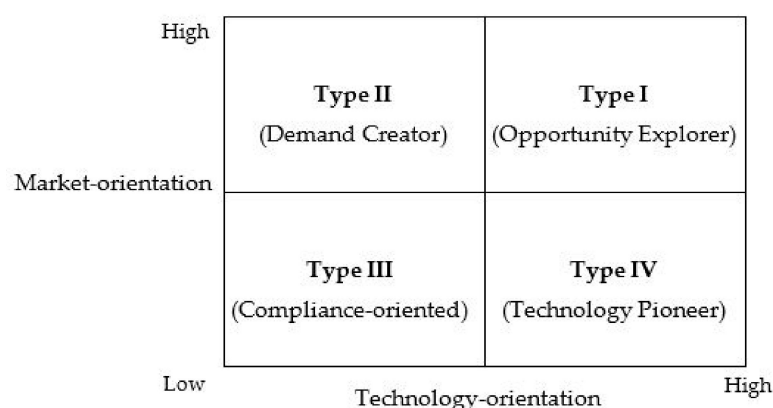 High
Type II
(Demand Creator)
Type I
(Opportunity Explorer)
Market-orientation
Type III
(Compliance-oriented)
Type IV
(Technology Pioneer)
Low
Technology-orientation
High